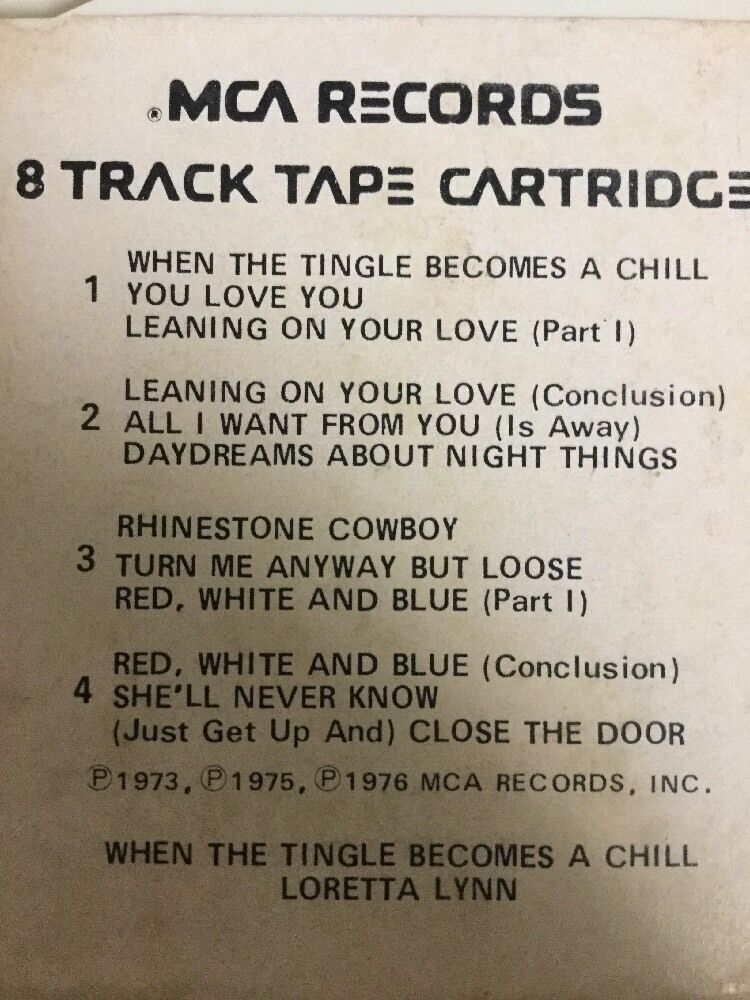 ® MCA RECORDS
8 TRACK TAPE CARTRIDGE
1 WHEN THE TINGLE BECOMES A CHILL
YOU LOVE YOU
LEANING ON YOUR LOVE (Part I)
2 LEANING ON YOUR LOVE (Conclusion)
ALL I WANT FROM YOU (Is Away)
DAYDREAMS ABOUT NIGHT THINGS
3 RHINESTONE COWBOY
TURN ME ANYWAY BUT LOOSE
RED, WHITE AND BLUE (Part I)
4 RED, WHITE AND BLUE (Conclusion)
SHE'LL NEVER KNOW
(Just Get Up And) CLOSE THE DOOR
℗1973, ℗1975, ℗1976 MCA RECORDS, INC.
WHEN THE TINGLE BECOMES A CHILL
LORETTA LYNN